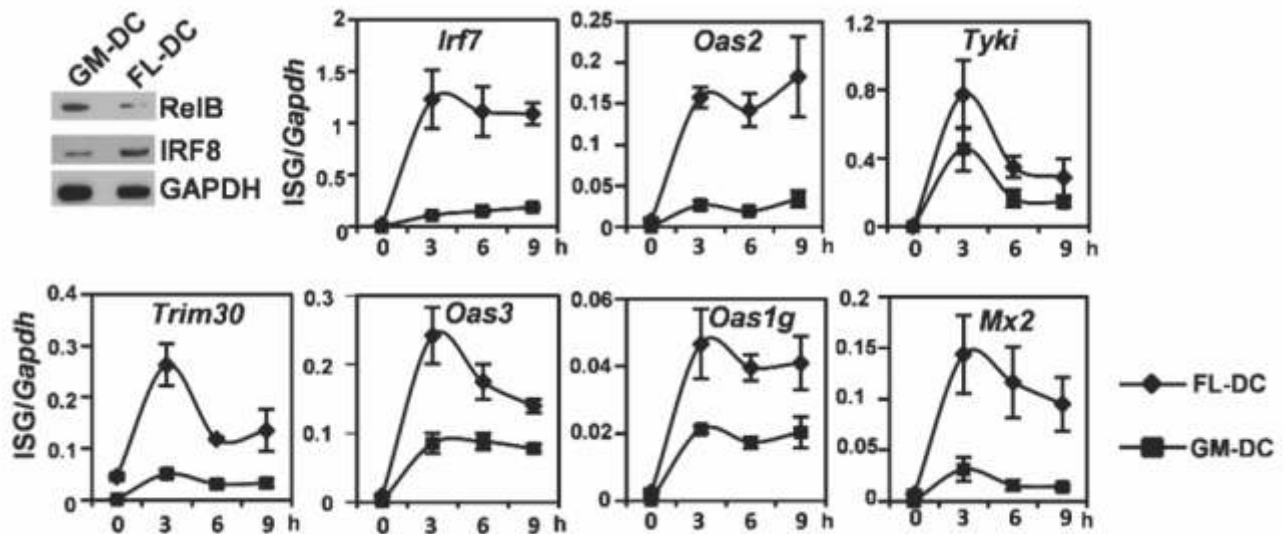 GM-DC FL-DC
RelB
IRF8
GAPDH
ISG/Gapdh
Irf7
1.5
1.2
1
0.5
0
0 3 6 9 h
Oas2
0.25
0.2
0.15
0.1
0.05
0
0 3 6 9 h
Tyki
1.2
0.8
0.4
0
0 3 6 9 h
ISG/Gapdh
Trim30
0.4
0.3
0.2
0.1
0
0 3 6 9 h
Oas3
0.3
0.2
0.1
0
0 3 6 9 h
Oas1g
0.06
0.04
0.02
0
0 3 6 9 h
Mx2
0.2
0.15
0.1
0.05
0
0 3 6 9 h
FL-DC
GM-DC